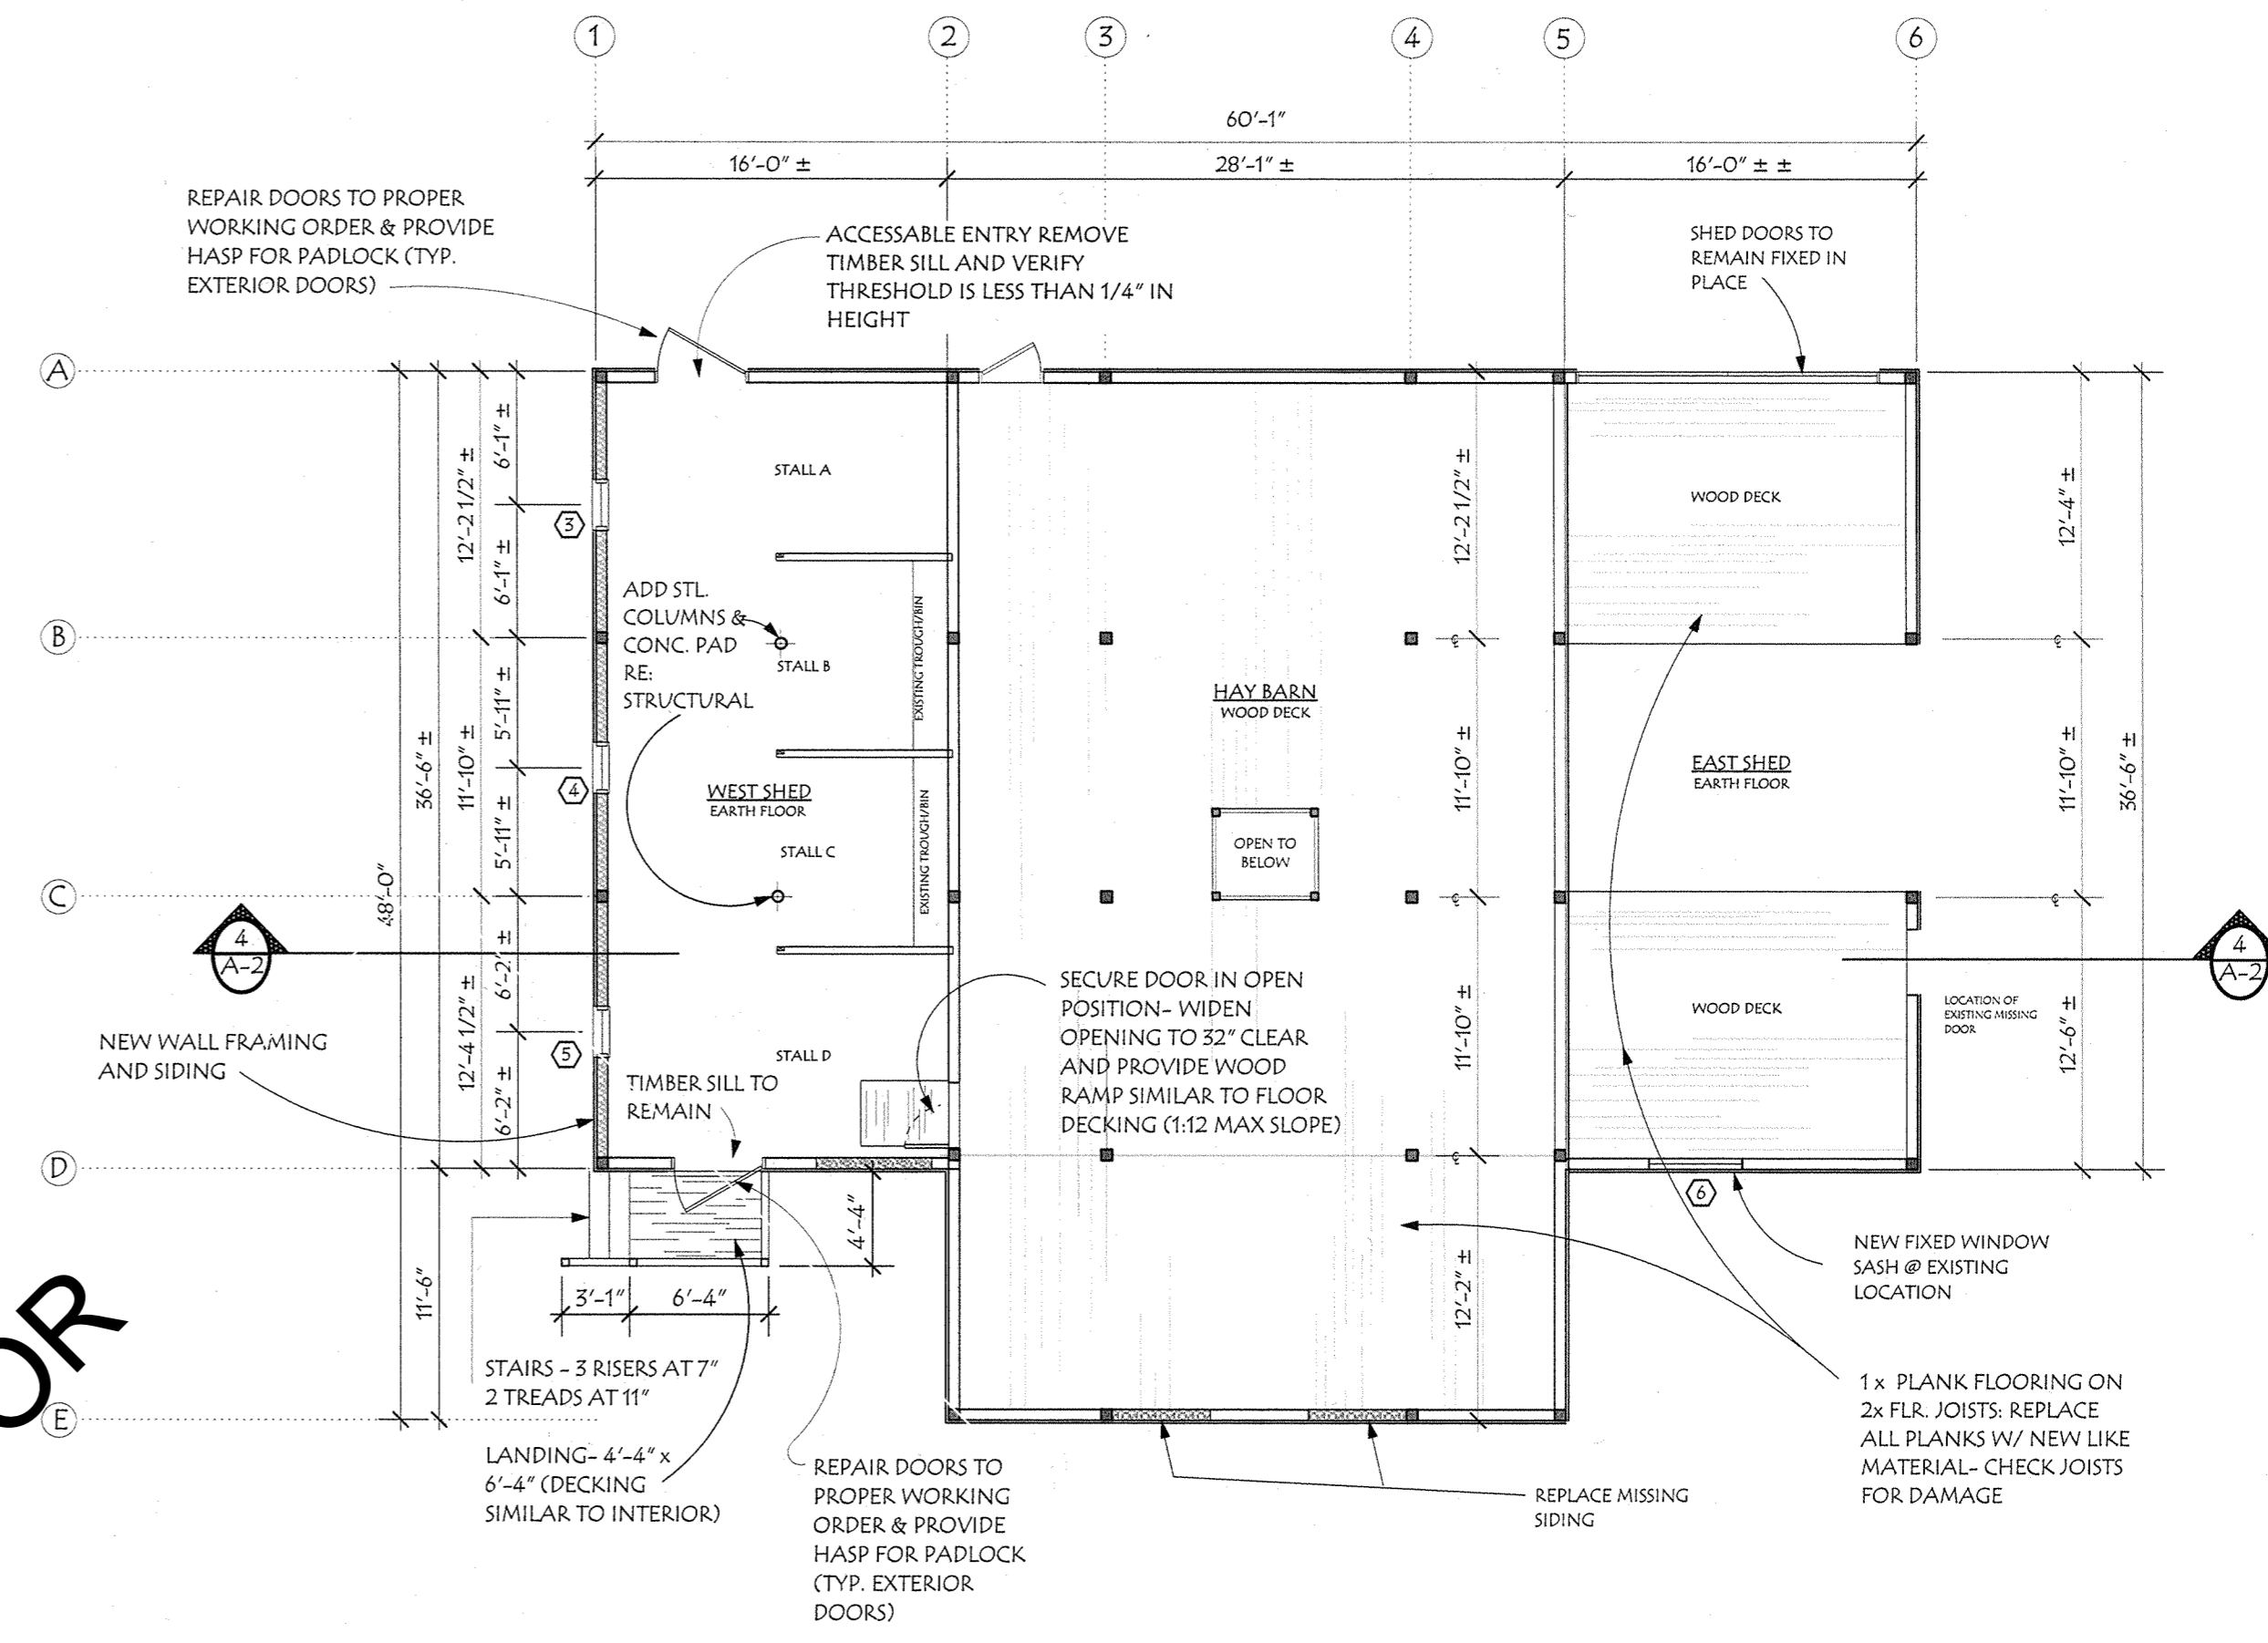 1
2
3
4
5
6
60'-1"
16'-0" ±
28'-1" ±
16'-0" ± ±
REPAIR DOORS TO PROPER
WORKING ORDER & PROVIDE
HASP FOR PADLOCK (TYP.
EXTERIOR DOORS)
ACCESSABLE ENTRY REMOVE
TIMBER SILL AND VERIFY
THRESHOLD IS LESS THAN 1/4" IN
HEIGHT
SHED DOORS TO
REMAIN FIXED IN
PLACE
A
B
C
D
E
48'-0"
36'-6" ±
11'-6"
12'-2 1/2" ±
11'-10" ±
12'-4 1/2" ±
6'-1" ±
6'-1" ±
5'-11" ±
5'-11" ±
6'-2" ±
6'-2" ±
3
4
5
STALL A
ADD STL.
COLUMNS &
CONC. PAD
RE:
STRUCTURAL
STALL B
EXISTING TROUGH/BIN
WEST SHED
EARTH FLOOR
STALL C
EXISTING TROUGH/BIN
STALL D
TIMBER SILL TO
REMAIN
HAY BARN
WOOD DECK
OPEN TO
BELOW
12'-2 1/2" ±
11'-10" ±
11'-10" ±
12'-2" ±
℄
℄
℄
SECURE DOOR IN OPEN
POSITION- WIDEN
OPENING TO 32" CLEAR
AND PROVIDE WOOD
RAMP SIMILAR TO FLOOR
DECKING (1:12 MAX SLOPE)
WOOD DECK
EAST SHED
EARTH FLOOR
WOOD DECK
LOCATION OF
EXISTING MISSING
DOOR
℄
℄
12'-4" ±
11'-10" ±
12'-6" ±
36'-6" ±
4
A-2
4
A-2
NEW WALL FRAMING
AND SIDING
6
NEW FIXED WINDOW
SASH @ EXISTING
LOCATION
4'-4"
3'-1"
6'-4"
STAIRS - 3 RISERS AT 7"
2 TREADS AT 11"
LANDING- 4'-4" x
6'-4" (DECKING
SIMILAR TO INTERIOR)
REPAIR DOORS TO
PROPER WORKING
ORDER & PROVIDE
HASP FOR PADLOCK
(TYP. EXTERIOR
DOORS)
REPLACE MISSING
SIDING
1 x PLANK FLOORING ON
2x FLR. JOISTS: REPLACE
ALL PLANKS W/ NEW LIKE
MATERIAL- CHECK JOISTS
FOR DAMAGE
OR